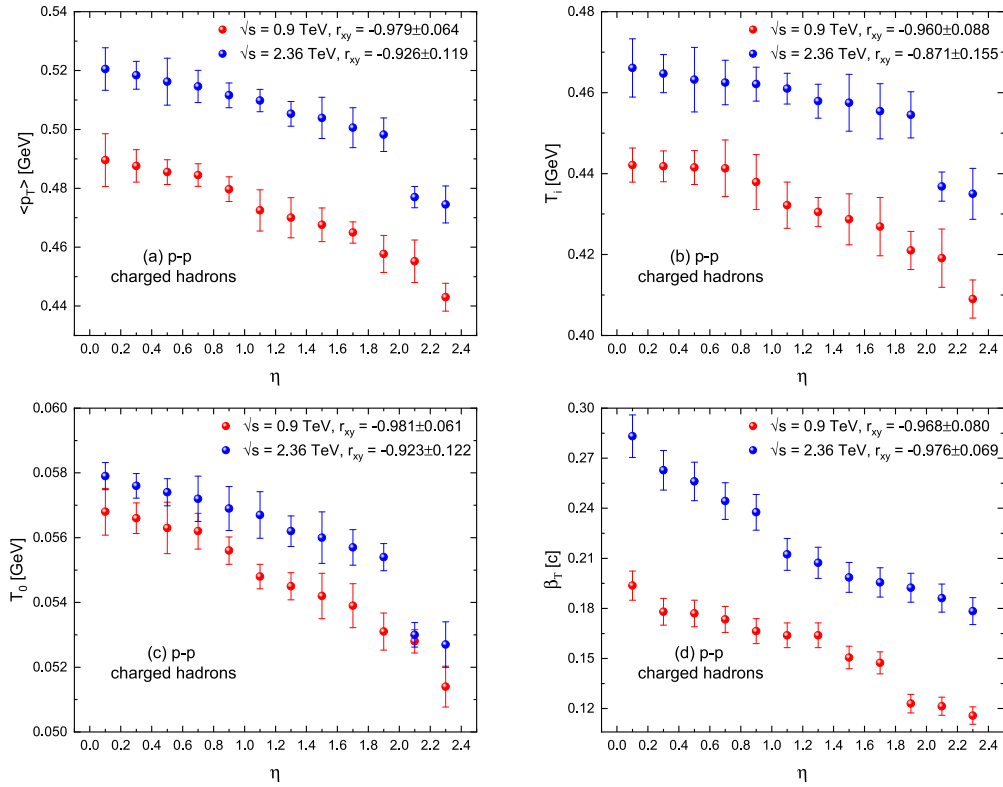 √s = 0.9 TeV, r_xy = -0.979±0.064
√s = 2.36 TeV, r_xy = -0.926±0.119
0.54
0.52
0.50
0.48
0.46
0.44
<p_T> [GeV]
(a) p-p
charged hadrons
0.0 0.2 0.4 0.6 0.8 1.0 1.2 1.4 1.6 1.8 2.0 2.2 2.4
η
√s = 0.9 TeV, r_xy = -0.960±0.088
√s = 2.36 TeV, r_xy = -0.871±0.155
0.48
0.46
0.44
0.42
0.40
T_i [GeV]
(b) p-p
charged hadrons
0.0 0.2 0.4 0.6 0.8 1.0 1.2 1.4 1.6 1.8 2.0 2.2 2.4
η
√s = 0.9 TeV, r_xy = -0.981±0.061
√s = 2.36 TeV, r_xy = -0.923±0.122
0.060
0.058
0.056
0.054
0.052
0.050
T_0 [GeV]
(c) p-p
charged hadrons
0.0 0.2 0.4 0.6 0.8 1.0 1.2 1.4 1.6 1.8 2.0 2.2 2.4
η
√s = 0.9 TeV, r_xy = -0.968±0.080
√s = 2.36 TeV, r_xy = -0.976±0.069
0.30
0.27
0.24
0.21
0.18
0.15
0.12
β_T [c]
(d) p-p
charged hadrons
0.0 0.2 0.4 0.6 0.8 1.0 1.2 1.4 1.6 1.8 2.0 2.2 2.4
η